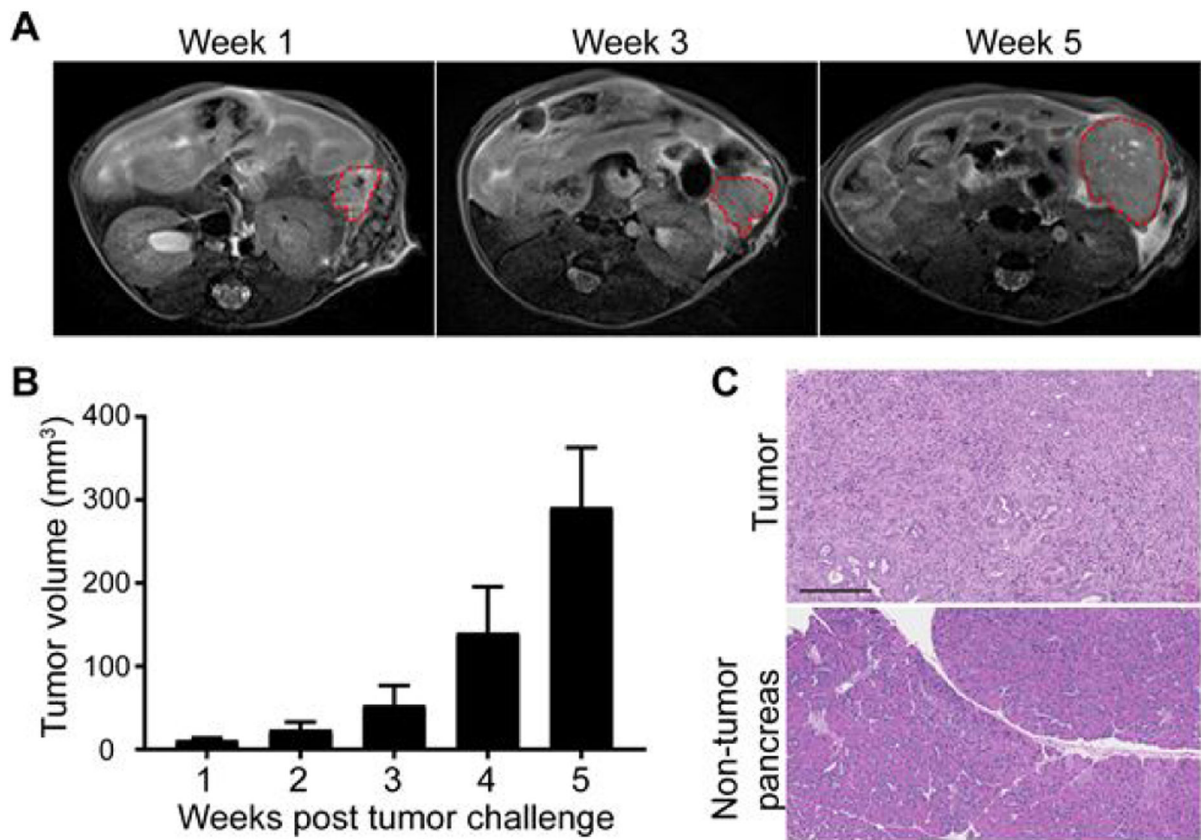 A
Week 1
Week 3
Week 5
B
Tumor volume (mm³)
400
300
200
100
0
1
2
3
4
5
Weeks post tumor challenge
C
Tumor
Non-tumor
pancreas